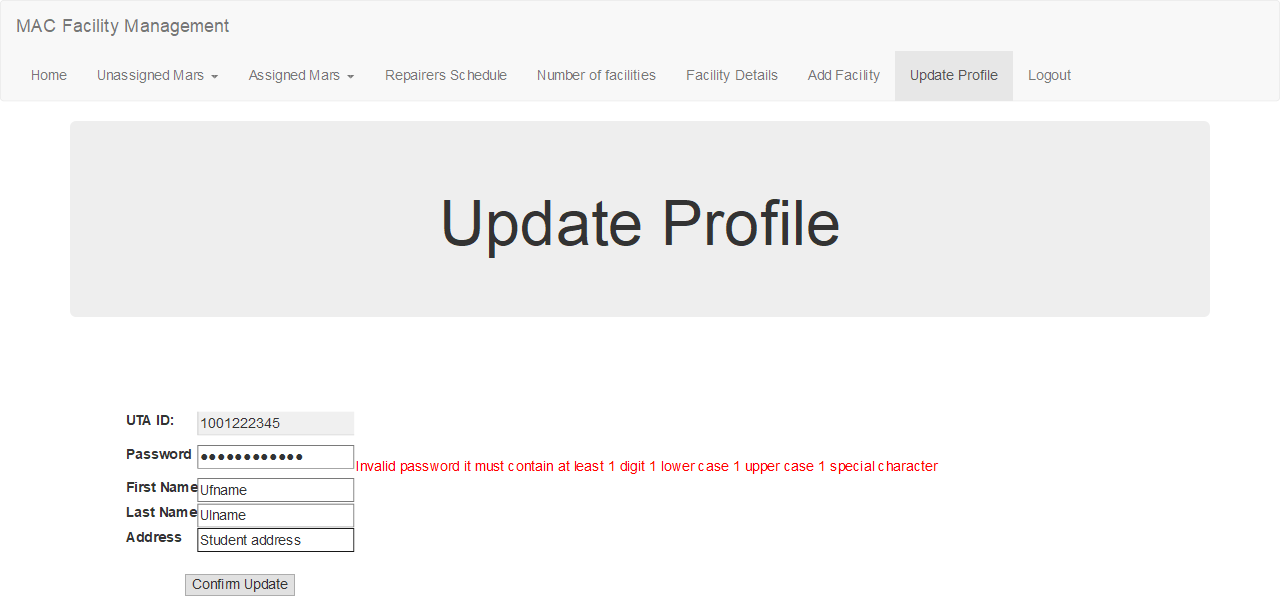 MAC Facility Management
Home Unassigned Mars Assigned Mars Repairers Schedule Number of facilities Facility Details Add Facility Update Profile Logout
Update Profile
UTA ID: 1001222345
Password ●●●●●●●●●●●● Invalid password it must contain at least 1 digit 1 lower case 1 upper case 1 special character
First Name Ufname
Last Name Ulname
Address Student address
Confirm Update